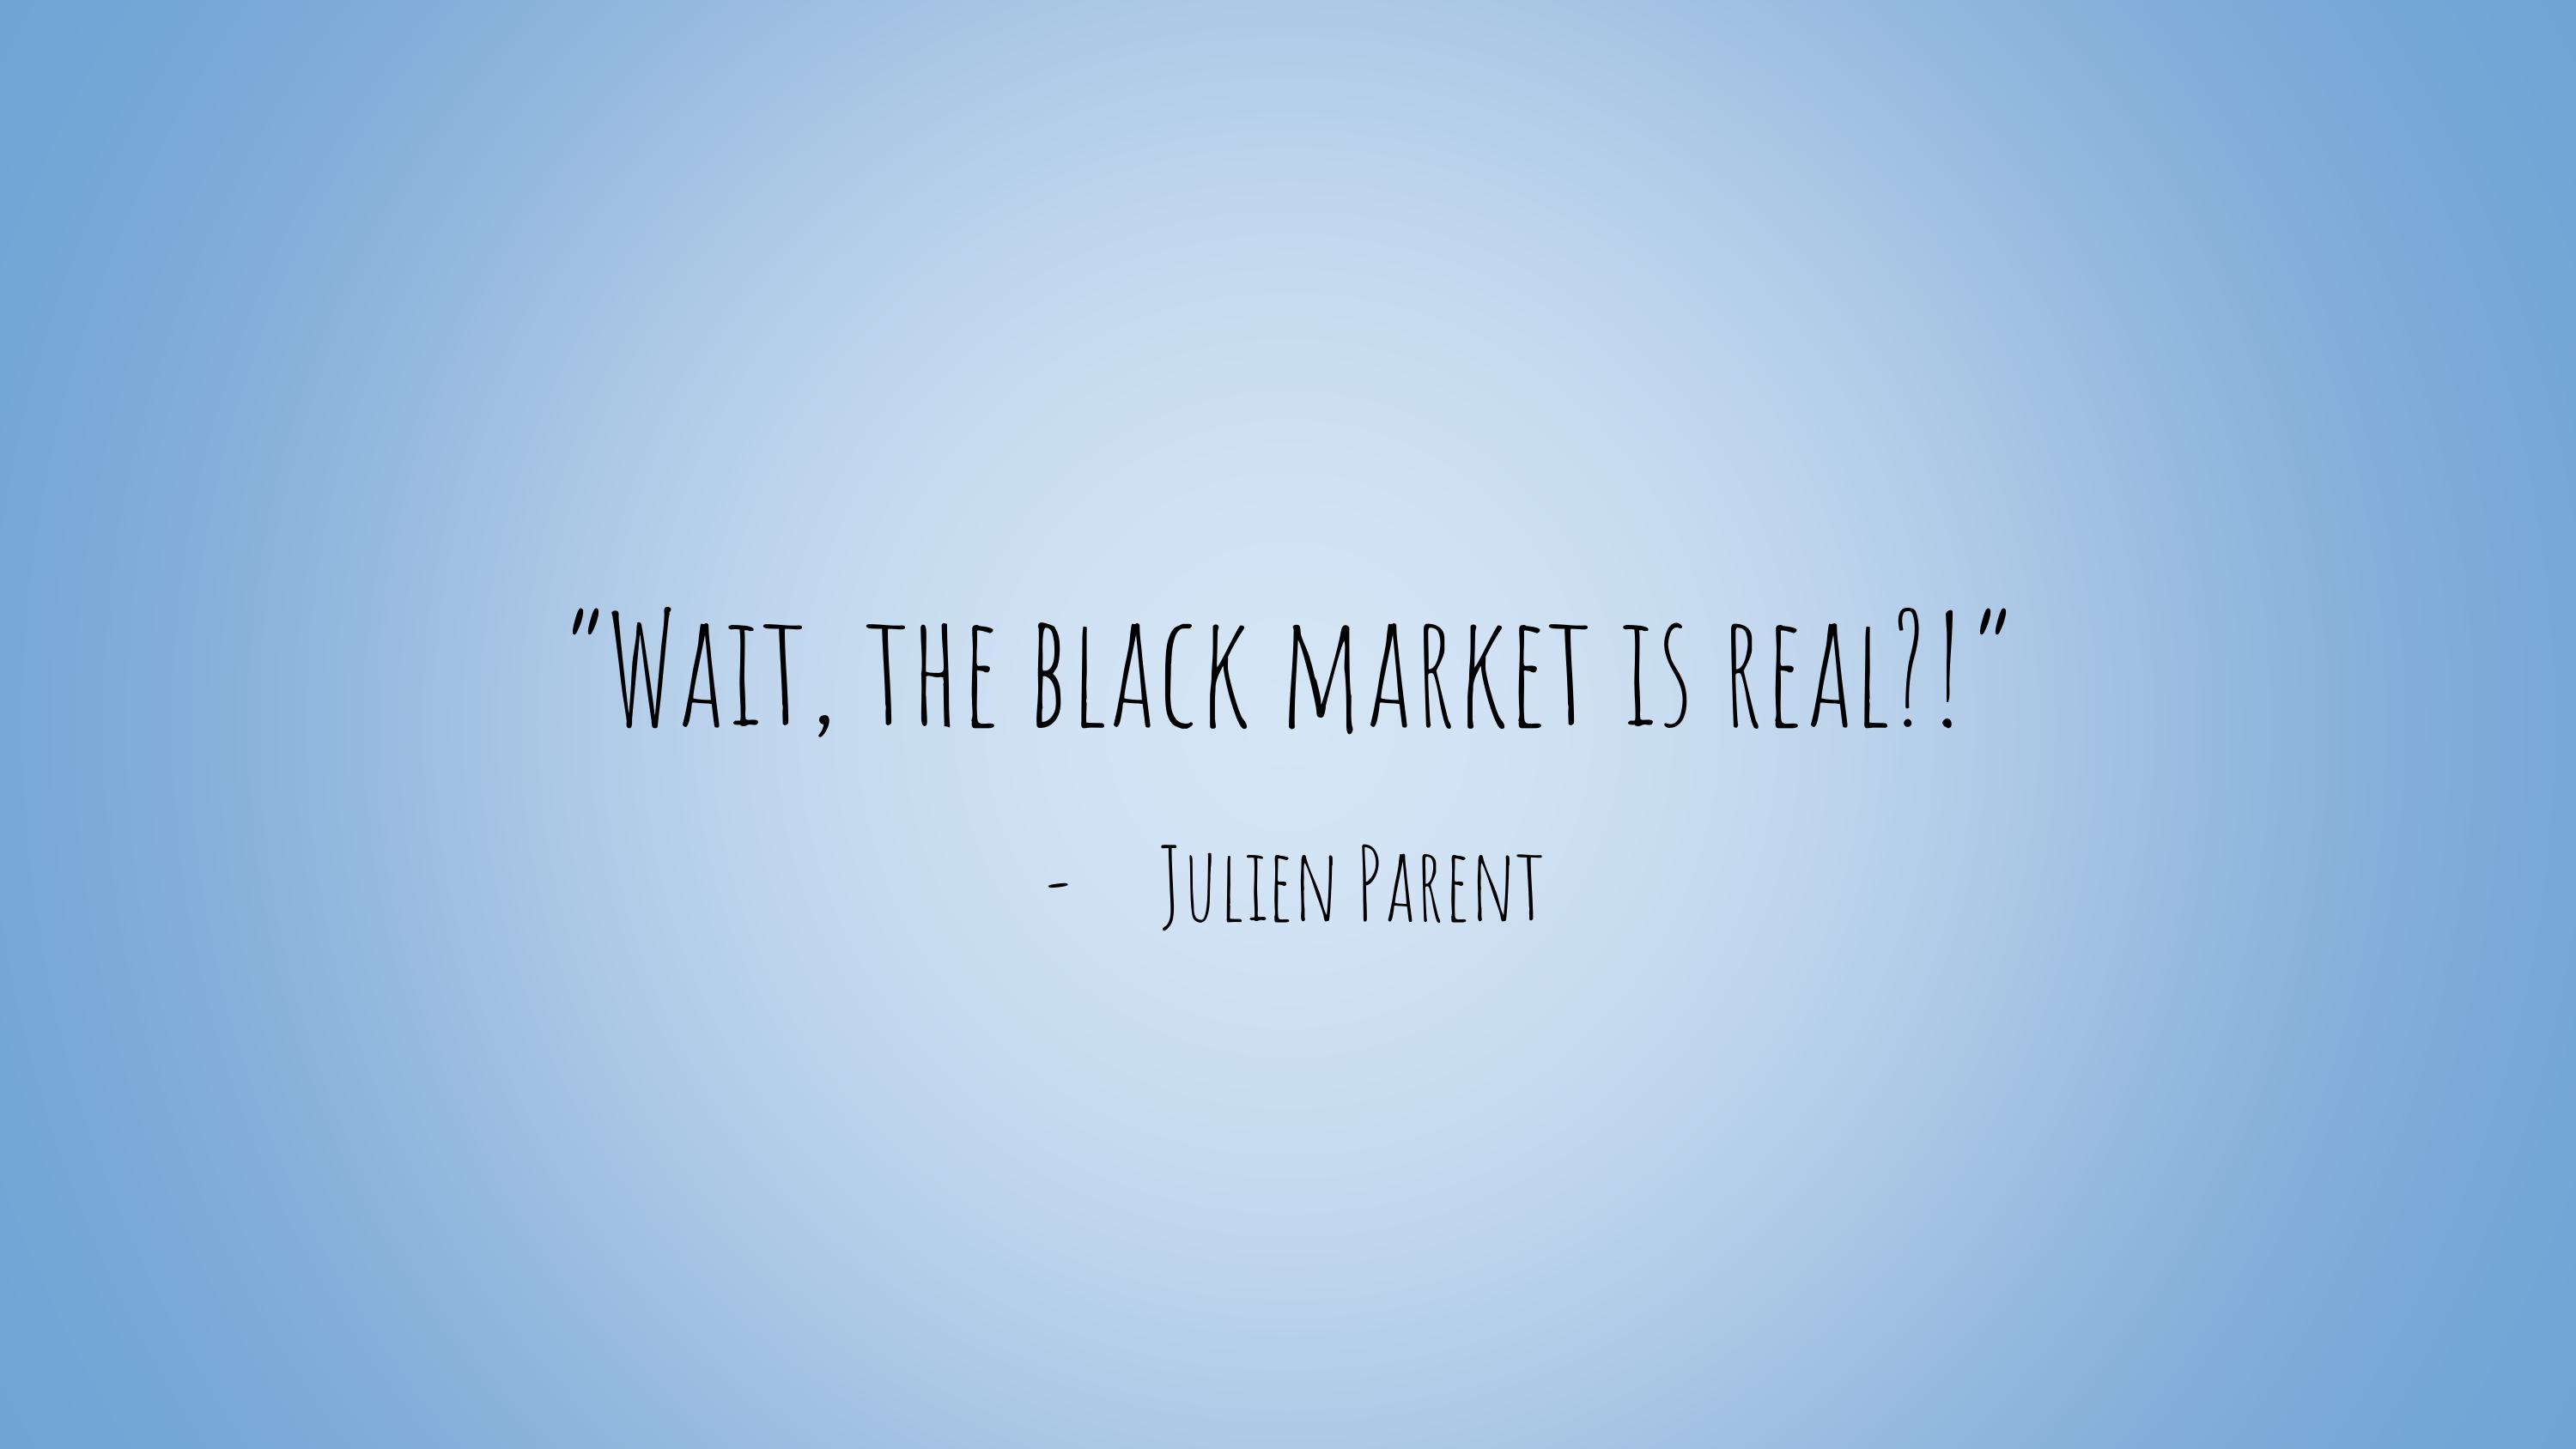 "Wait, the black market is real?!"
- Julien Parent